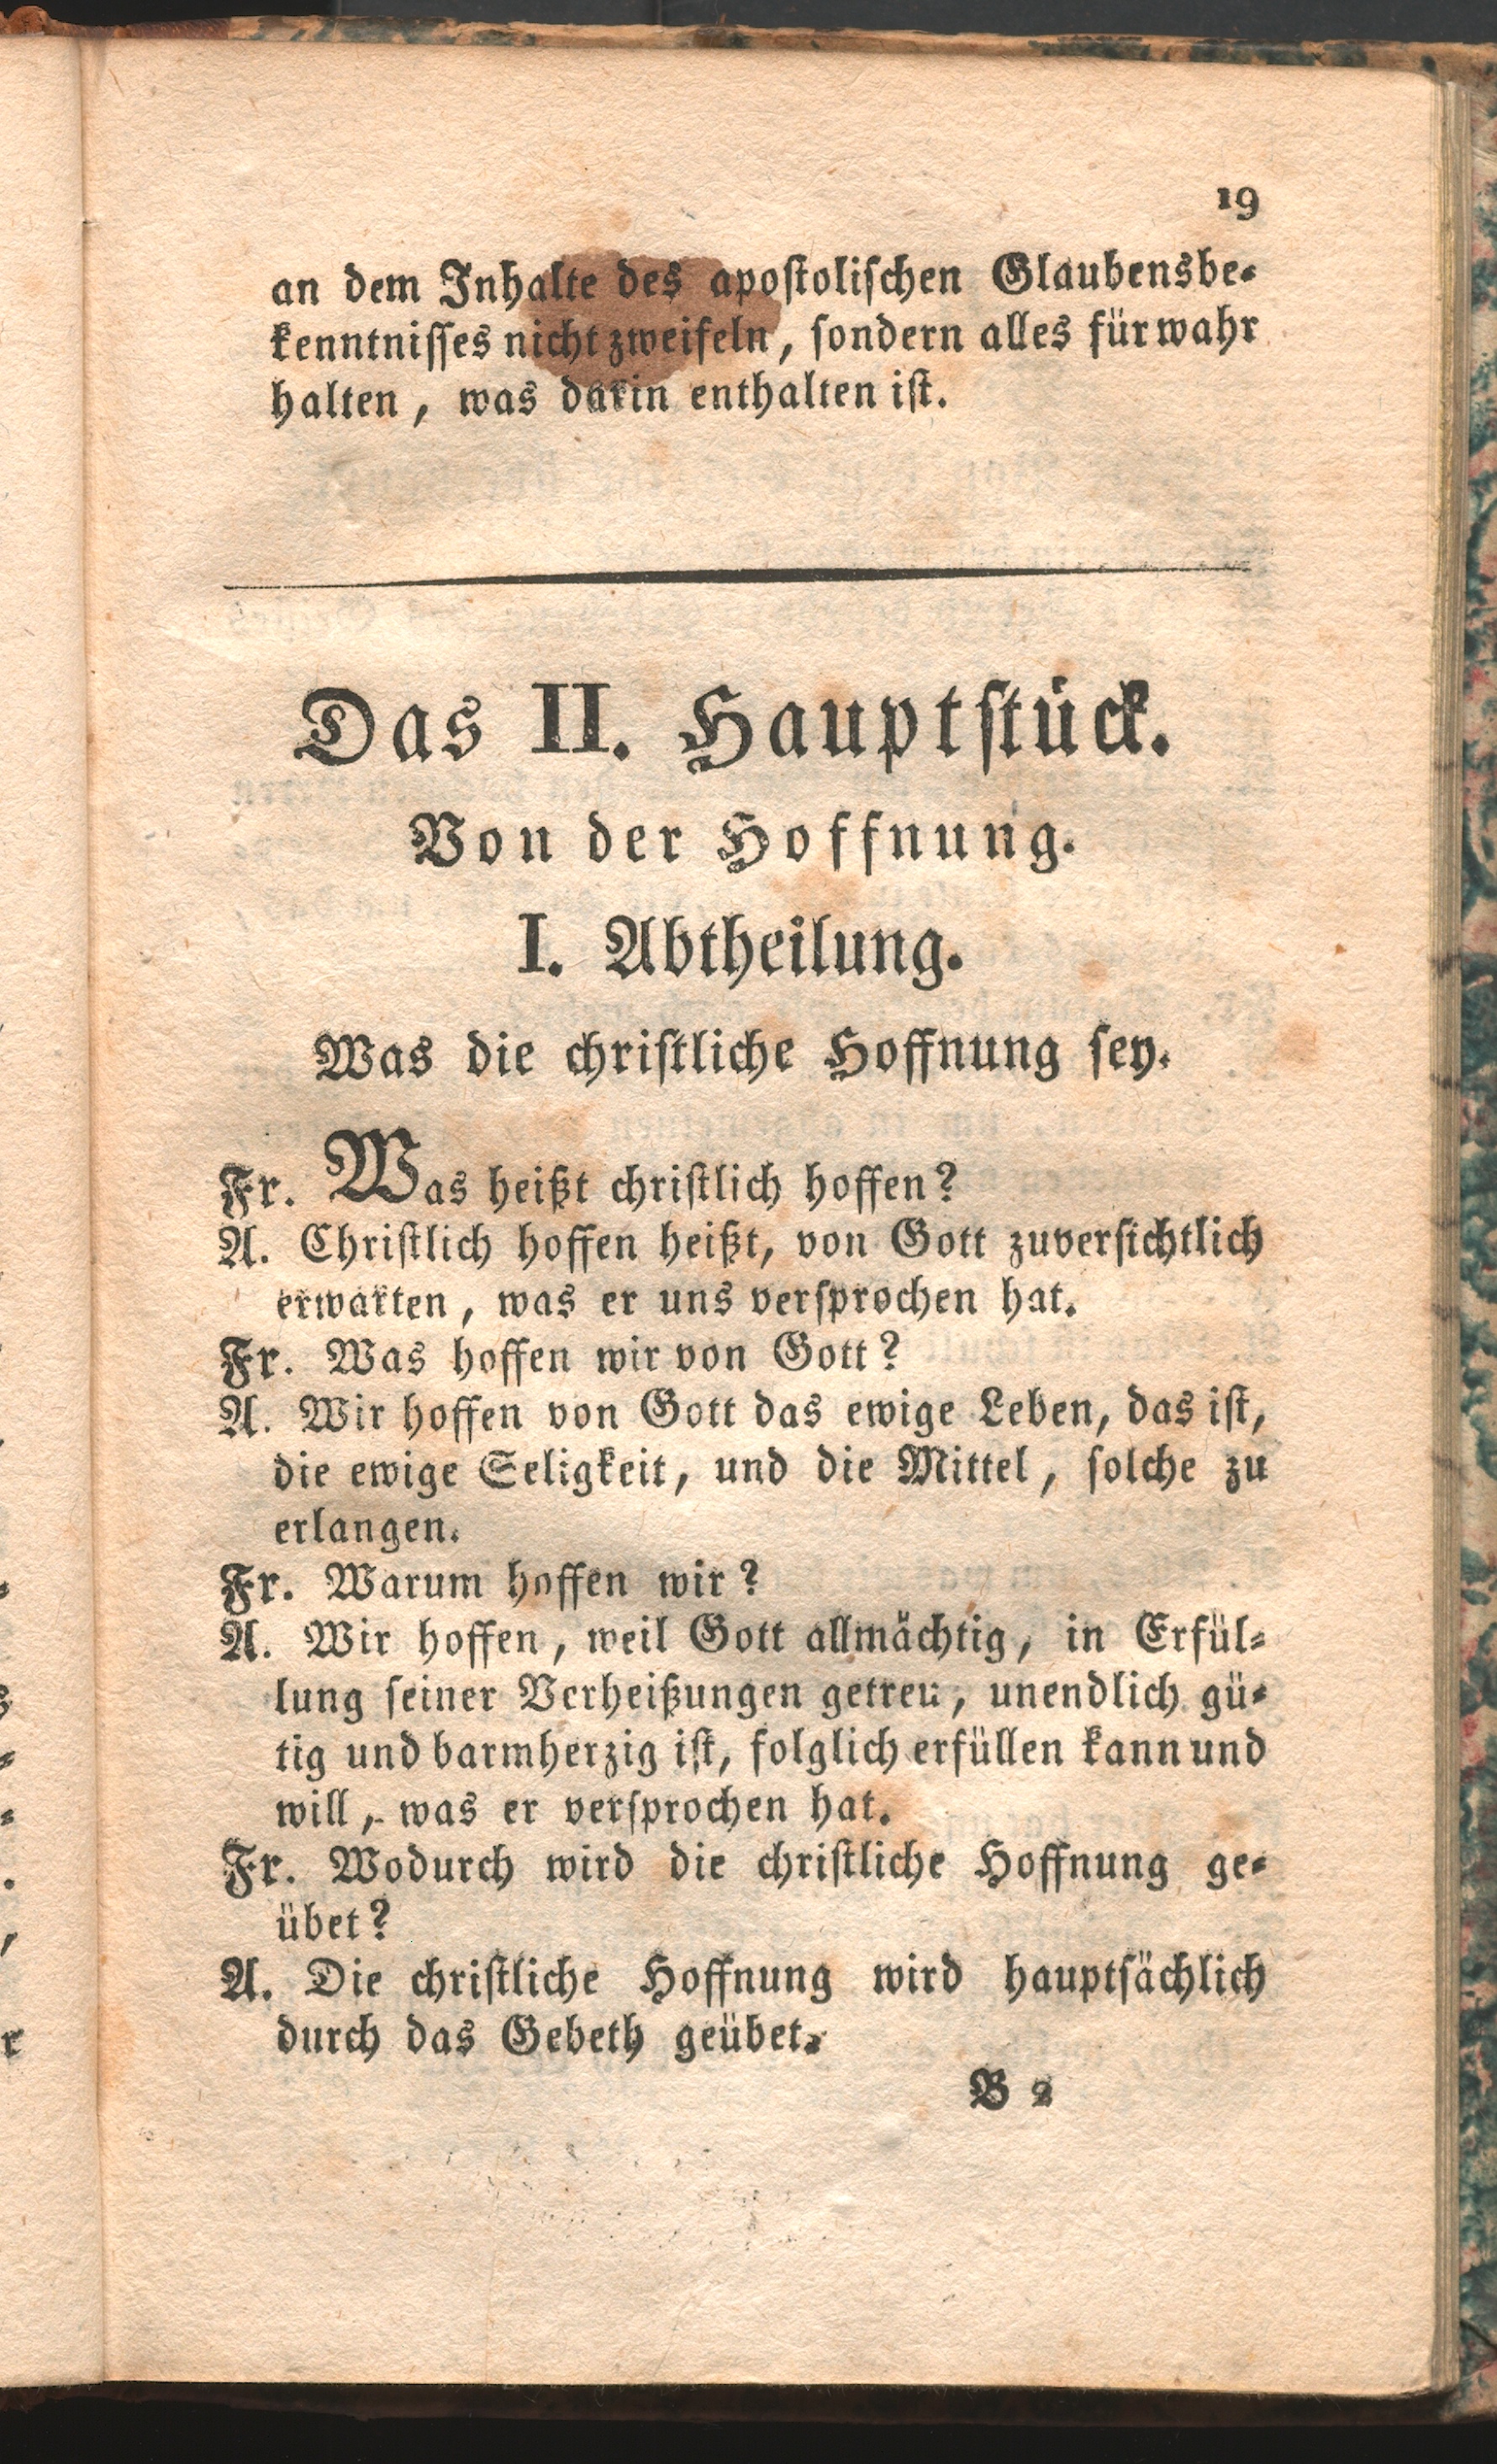 19
an dem Inhalte des apoſtoliſchen Glaubensbe⸗
kenntniſſes nicht zweifeln, ſondern alles für wahr
halten, was darin enthalten iſt.
Das II. Hauptſtück.
Von der Hoffnung.
I. Abtheilung.
Was die chriſtliche Hoffnung ſey.
Fr. Was heißt chriſtlich hoffen?
A. Chriſtlich hoffen heißt, von Gott zuverſichtlich
erwarten, was er uns verſprochen hat.
Fr. Was hoffen wir von Gott?
A. Wir hoffen von Gott das ewige Leben, das iſt,
die ewige Seligkeit, und die Mittel, ſolche zu
erlangen.
Fr. Warum hoffen wir?
A. Wir hoffen, weil Gott allmächtig, in Erfül⸗
lung ſeiner Verheißungen getreu, unendlich gü⸗
tig und barmherzig iſt, folglich erfüllen kann und
will, was er verſprochen hat.
Fr. Wodurch wird die chriſtliche Hoffnung ge⸗
übet?
A. Die chriſtliche Hoffnung wird hauptſächlich
durch das Gebeth geübet.
B 2